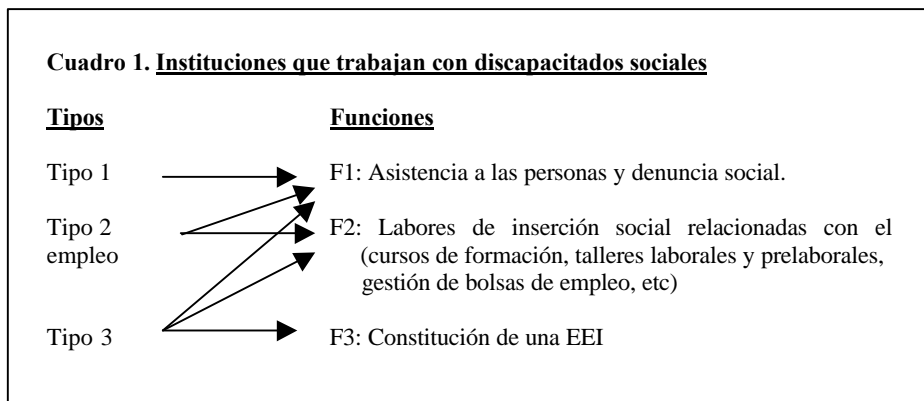 Cuadro 1. Instituciones que trabajan con discapacitados sociales
Tipos Funciones
Tipo 1 F1: Asistencia a las personas y denuncia social.
Tipo 2 F2: Labores de inserción social relacionadas con el
empleo (cursos de formación, talleres laborales y prelaborales,
gestión de bolsas de empleo, etc)
Tipo 3 F3: Constitución de una EEI